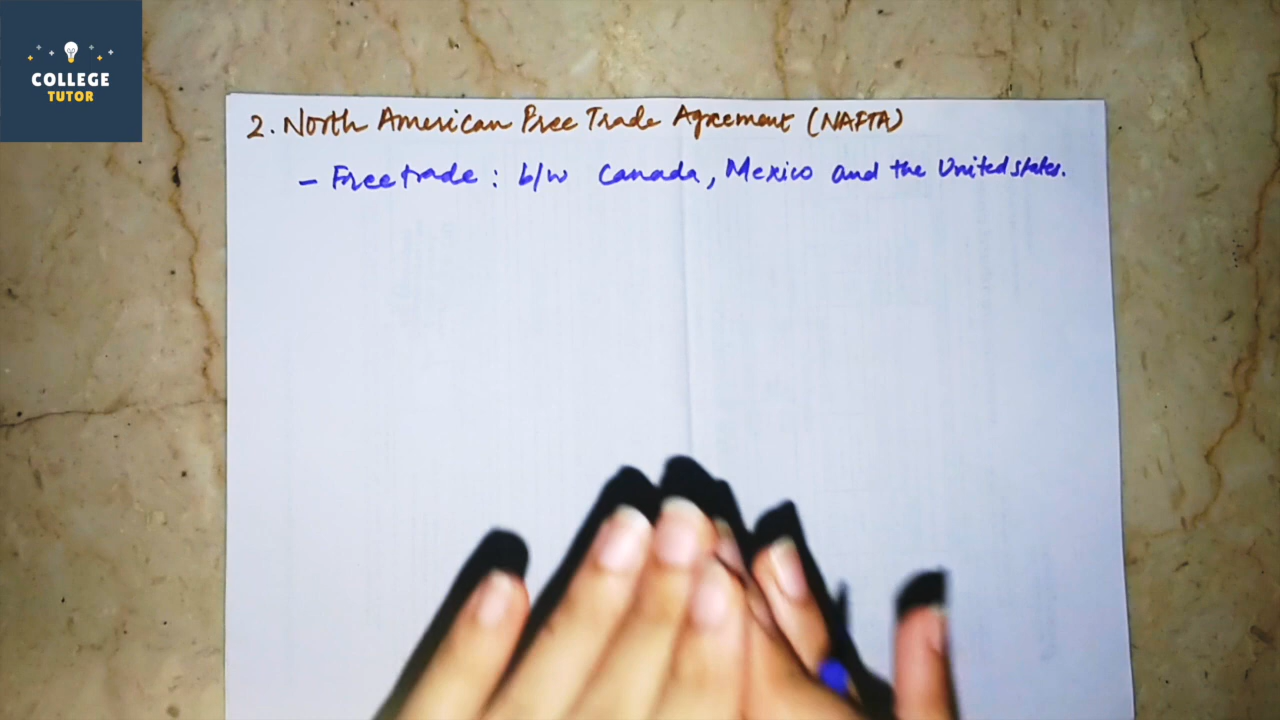 COLLEGE
TUTOR
2. North American Free Trade Agreement (NAFTA)
- Free trade : b/w Canada, Mexico and the United states.